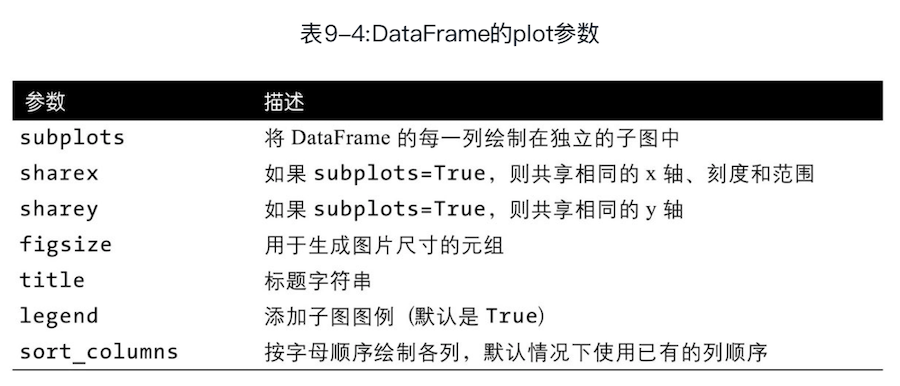 表9–4:DataFrame的plot参数
参数 描述
subplots 将 DataFrame 的每一列绘制在独立的子图中
sharex 如果 subplots=True，则共享相同的 x 轴、刻度和范围
sharey 如果 subplots=True，则共享相同的 y 轴
figsize 用于生成图片尺寸的元组
title 标题字符串
legend 添加子图图例（默认是 True）
sort_columns 按字母顺序绘制各列，默认情况下使用已有的列顺序